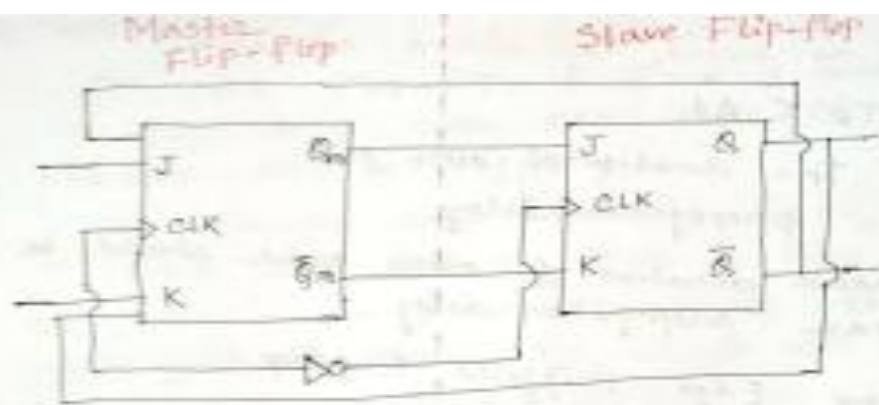 Master
Flip-flop
Slave Flip-flop
J
Qm
J
Q
CLK
CLK
K
Q̅m
K
Q̅